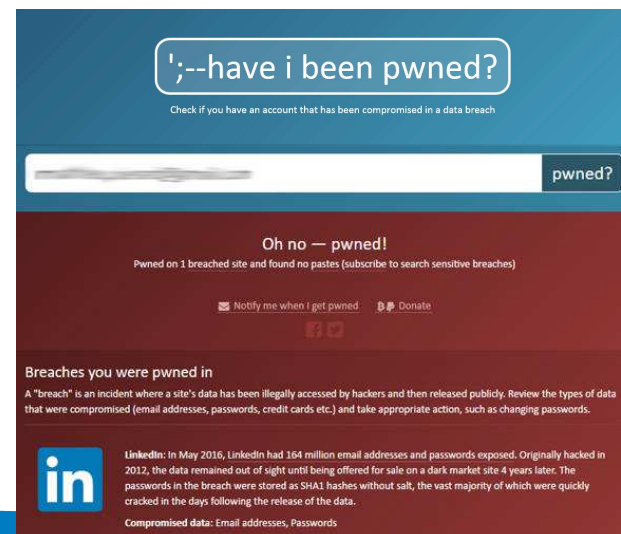 ';--have i been pwned?
Check if you have an account that has been compromised in a data breach
pwned?
Oh no — pwned!
Pwned on 1 breached site and found no pastes (subscribe to search sensitive breaches)
Notify me when I get pwned Donate
Breaches you were pwned in
A "breach" is an incident where a site's data has been illegally accessed by hackers and then released publicly. Review the types of data
that were compromised (email addresses, passwords, credit cards etc.) and take appropriate action, such as changing passwords.
in
LinkedIn: In May 2016, LinkedIn had 164 million email addresses and passwords exposed. Originally hacked in
2012, the data remained out of sight until being offered for sale on a dark market site 4 years later. The
passwords in the breach were stored as SHA1 hashes without salt, the vast majority of which were quickly
cracked in the days following the release of the data.
Compromised data: Email addresses, Passwords